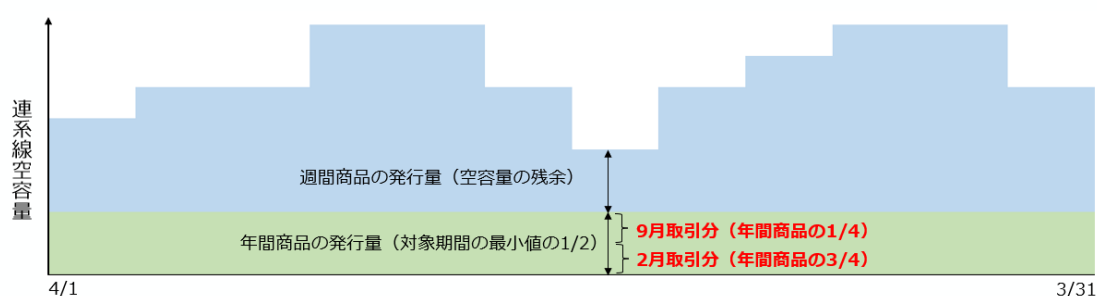 連系線空容量
週間商品の発行量（空容量の残余）
年間商品の発行量（対象期間の最小値の1/2）
9月取引分（年間商品の1/4）
2月取引分（年間商品の3/4）
4/1
3/31